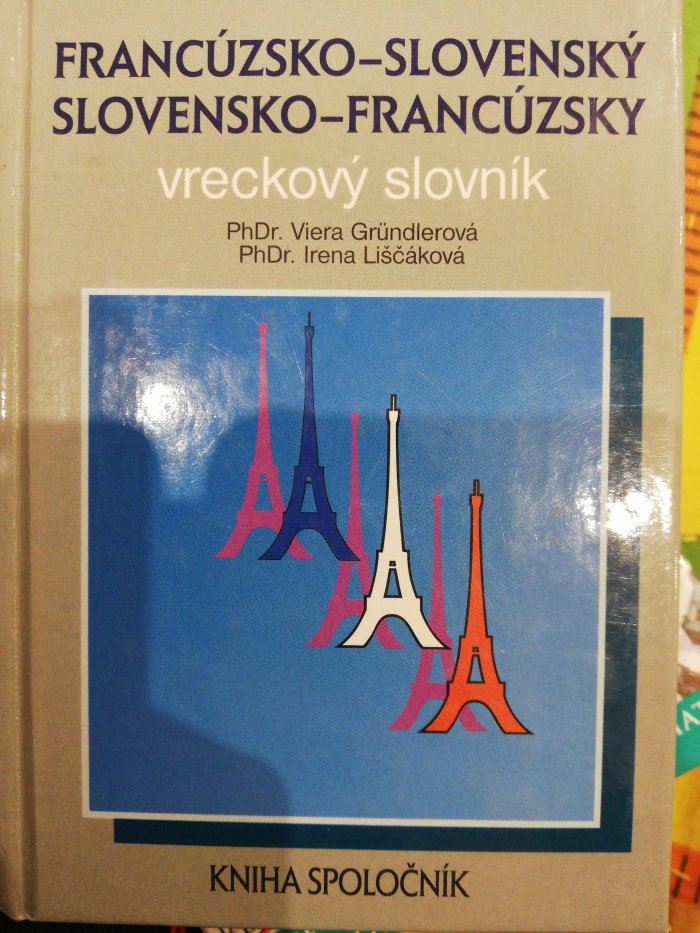 FRANCÚZSKO–SLOVENSKÝ
SLOVENSKO–FRANCÚZSKY
vreckový slovník
PhDr. Viera Gründlerová
PhDr. Irena Liščáková
KNIHA SPOLOČNÍK